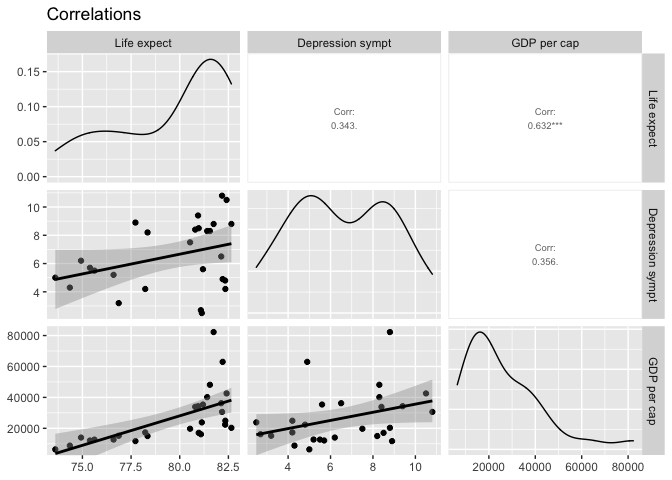 Correlations
Life expect
Depression sympt
GDP per cap
0.15
0.10
0.05
0.00
Corr:
0.343.
Corr:
0.632***
Life expect
10
8
6
4
Corr:
0.356.
Depression sympt
80000
60000
40000
20000
GDP per cap
75.0
77.5
80.0
82.5
4
6
8
10
20000
40000
60000
80000